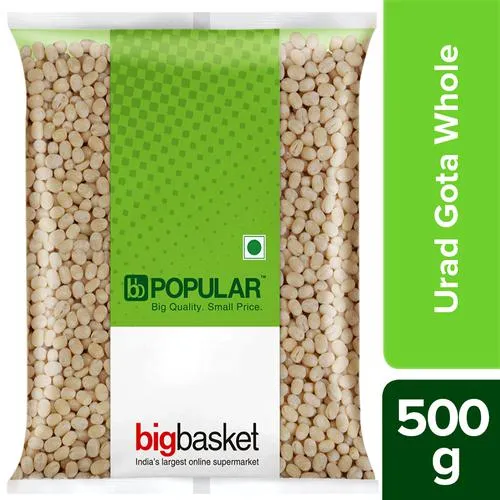 bb POPULAR™
Big Quality. Small Price.
bigbasket
India's largest online supermarket
Urad Gota Whole
500
g